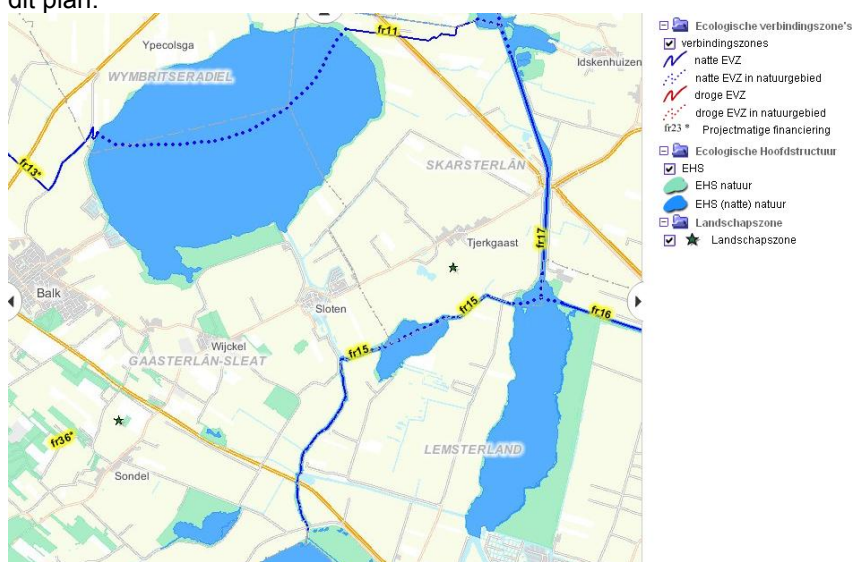 dit plan.
fr11
Ypecolsga
Idskenhuizen
WYMBRITSERADIEL
fr13*
SKARSTERLÂN
fr17
Tjerkgaast
Balk
Sloten
fr15
fr16
Wijckel
fr15
GAASTERLÂN-SLEAT
fr36*
LEMSTERLAND
Sondel
Ecologische verbindingszone's
verbindingszones
natte EVZ
natte EVZ in natuurgebied
droge EVZ
droge EVZ in natuurgebied
fr23 * Projectmatige financiering
Ecologische Hoofdstructuur
EHS
EHS natuur
EHS (natte) natuur
Landschapszone
Landschapszone